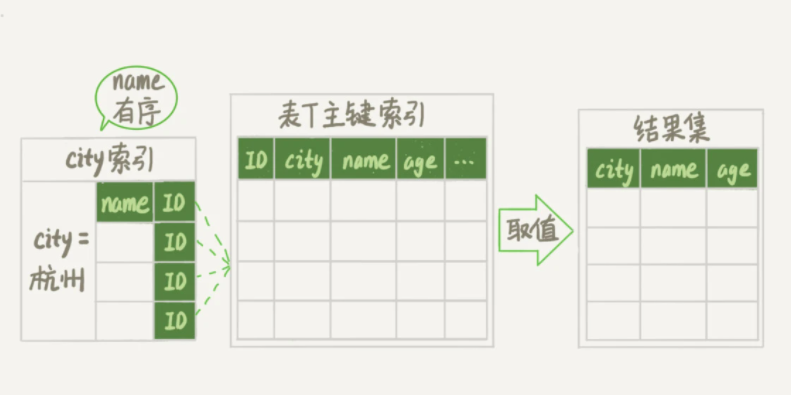 name
有序
city索引
name ID
city =
杭州
ID
ID
ID
表T主键索引
ID city name age ...
取值
结果集
city name age